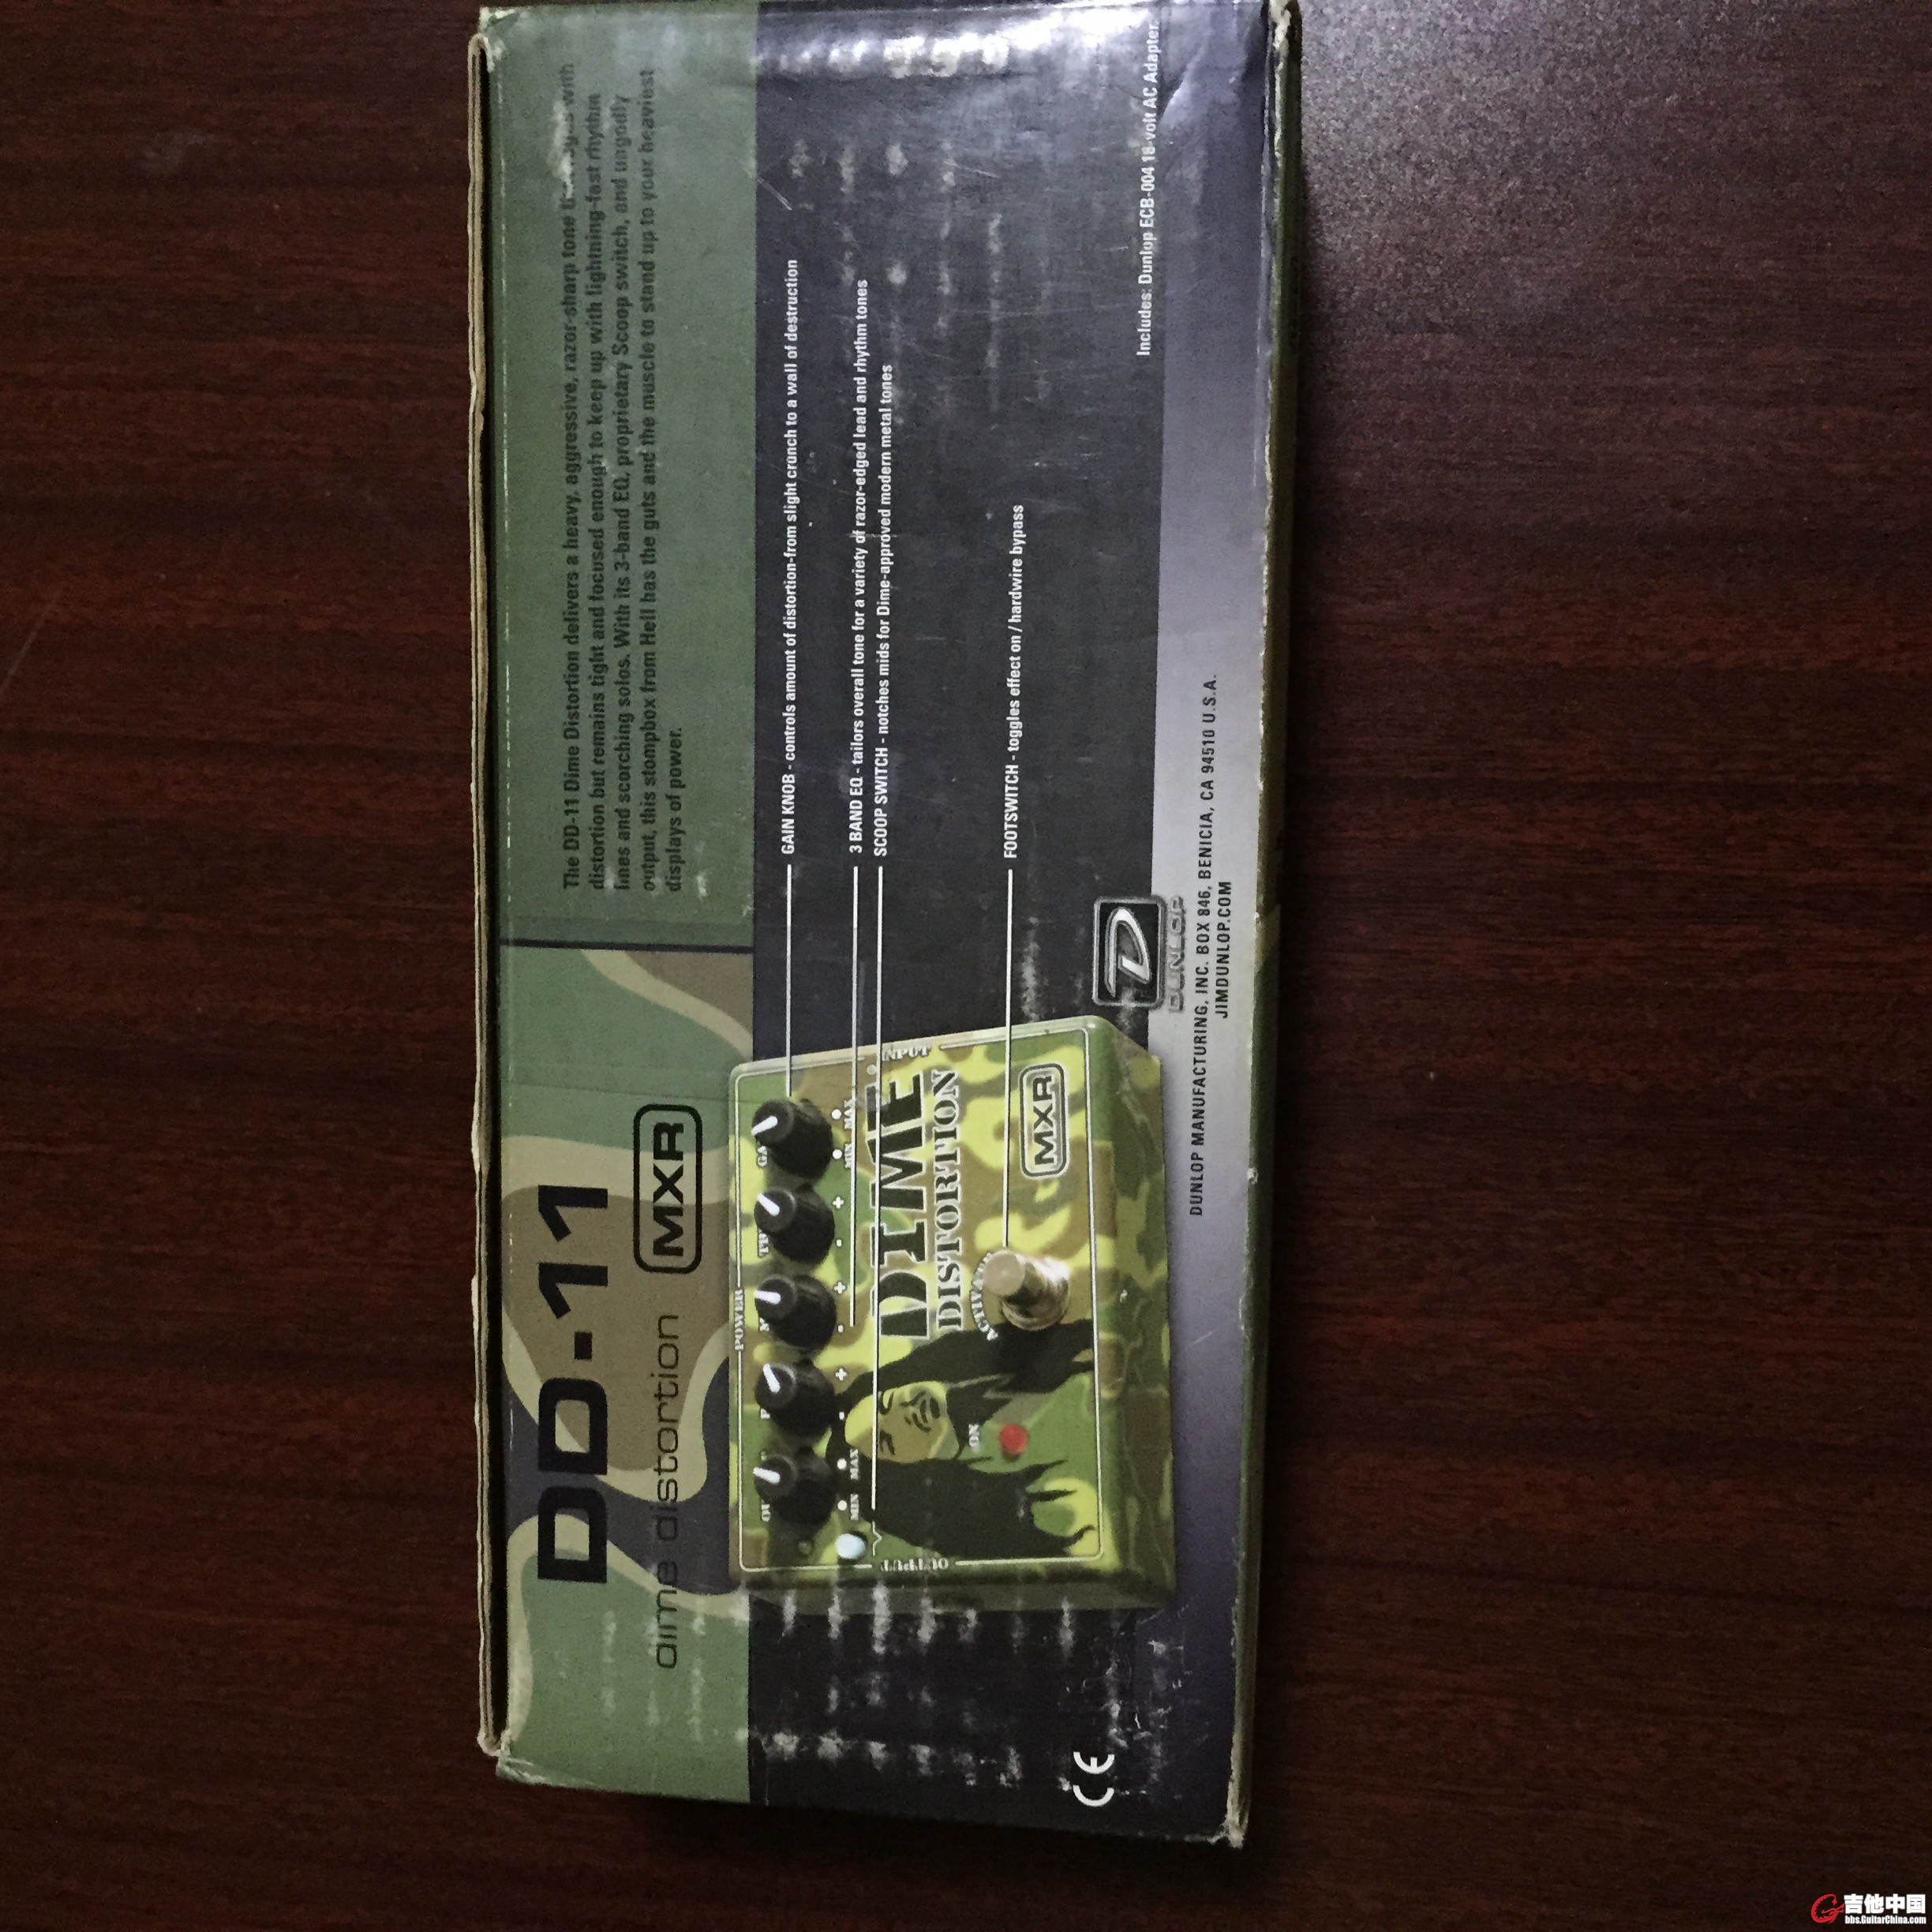 DD-11
dime distortion
MXR
The DD-11 Dime Distortion delivers a heavy, aggressive, razor-sharp tone with
distortion but remains tight and focused enough to keep up with lightning-fast rhythm
lines and scorching solos. With its 3-band EQ, proprietary Scoop switch, and ungodly
output, this stompbox from Hell has the guts and the muscle to stand up to your heaviest
displays of power.
GAIN KNOB - controls amount of distortion-from slight crunch to a wall of destruction
3 BAND EQ - tailors overall tone for a variety of razor-edged lead and rhythm tones
SCOOP SWITCH - notches mids for Dime-approved modern metal tones
FOOTSWITCH - toggles effect on / hardwire bypass
POWER
MIN MAX - + - + - + MIN MAX
OUTPUT
INPUT
DIME
DISTORTION
ON
MXR
CE
D
DUNLOP
Includes: Dunlop ECB-004 18-volt AC Adapter.
DUNLOP MANUFACTURING, INC. BOX 846, BENICIA, CA 94510 U.S.A.
JIMDUNLOP.COM
吉他中国
bbs.GuitarChina.com